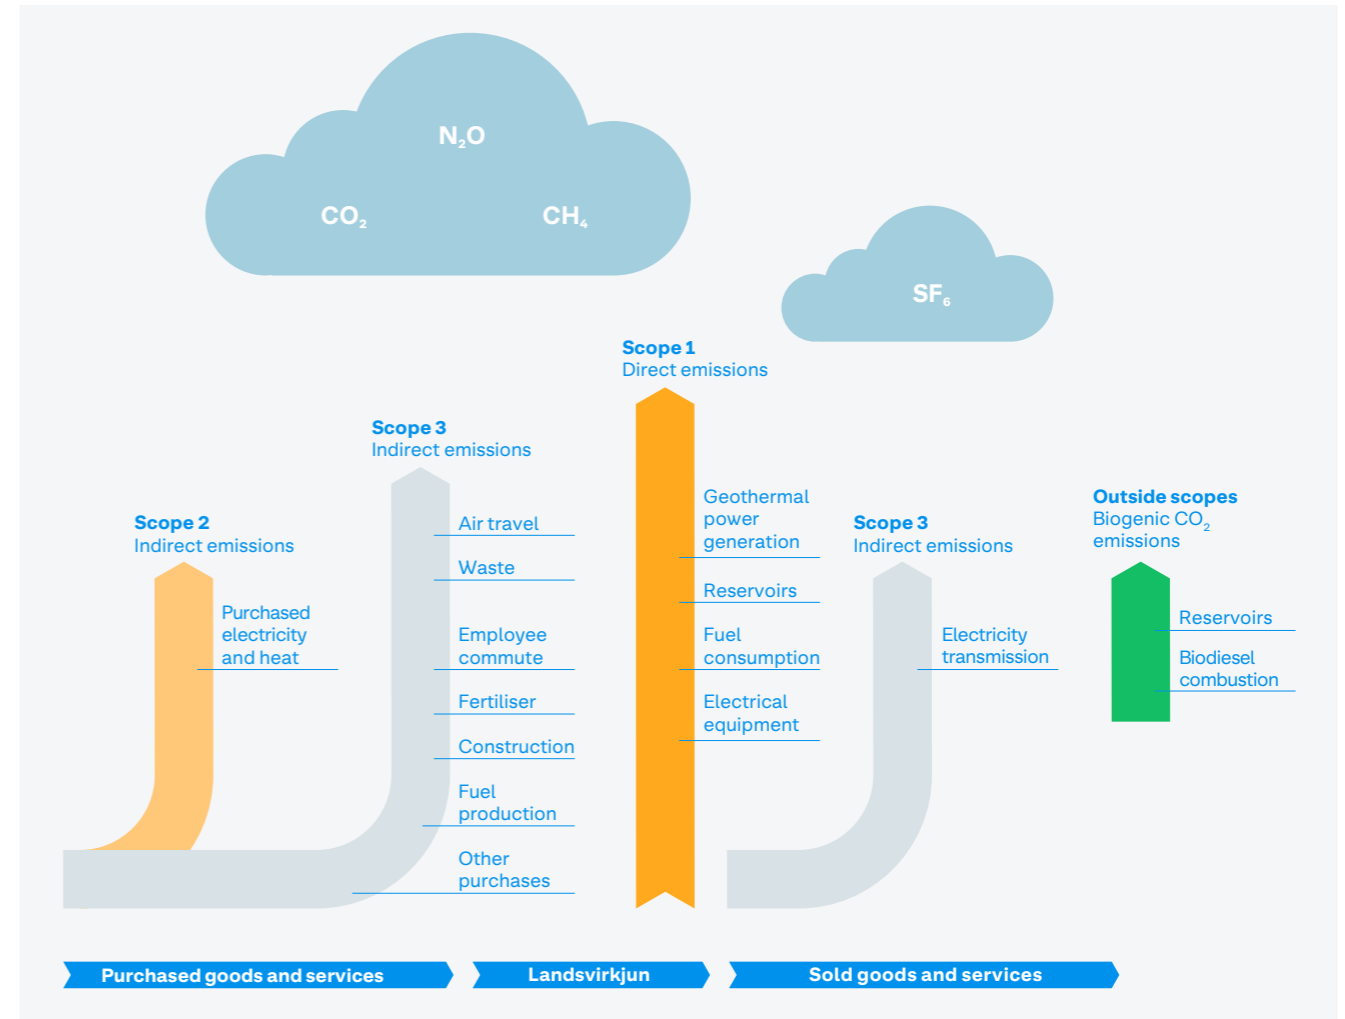 N₂O
CO₂
CH₄
SF₆
Scope 2
Indirect emissions
Purchased
electricity
and heat
Scope 3
Indirect emissions
Air travel
Waste
Employee
commute
Fertiliser
Construction
Fuel
production
Other
purchases
Scope 1
Direct emissions
Geothermal
power
generation
Reservoirs
Fuel
consumption
Electrical
equipment
Scope 3
Indirect emissions
Electricity
transmission
Outside scopes
Biogenic CO₂
emissions
Reservoirs
Biodiesel
combustion
Purchased goods and services
Landsvirkjun
Sold goods and services